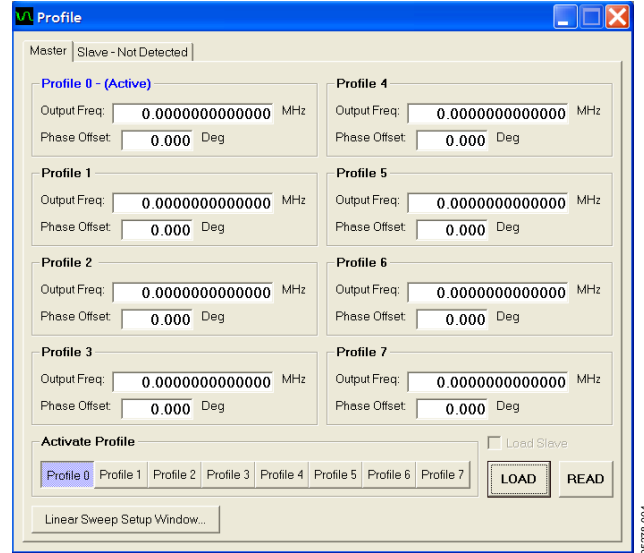 Profile
Master Slave - Not Detected
Profile 0 - (Active)
Output Freq: 0.0000000000000 MHz
Phase Offset: 0.000 Deg
Profile 4
Output Freq: 0.0000000000000 MHz
Phase Offset: 0.000 Deg
Profile 1
Output Freq: 0.0000000000000 MHz
Phase Offset: 0.000 Deg
Profile 5
Output Freq: 0.0000000000000 MHz
Phase Offset: 0.000 Deg
Profile 2
Output Freq: 0.0000000000000 MHz
Phase Offset: 0.000 Deg
Profile 6
Output Freq: 0.0000000000000 MHz
Phase Offset: 0.000 Deg
Profile 3
Output Freq: 0.0000000000000 MHz
Phase Offset: 0.000 Deg
Profile 7
Output Freq: 0.0000000000000 MHz
Phase Offset: 0.000 Deg
Activate Profile
Profile 0 Profile 1 Profile 2 Profile 3 Profile 4 Profile 5 Profile 6 Profile 7
Load Slave
LOAD READ
Linear Sweep Setup Window...